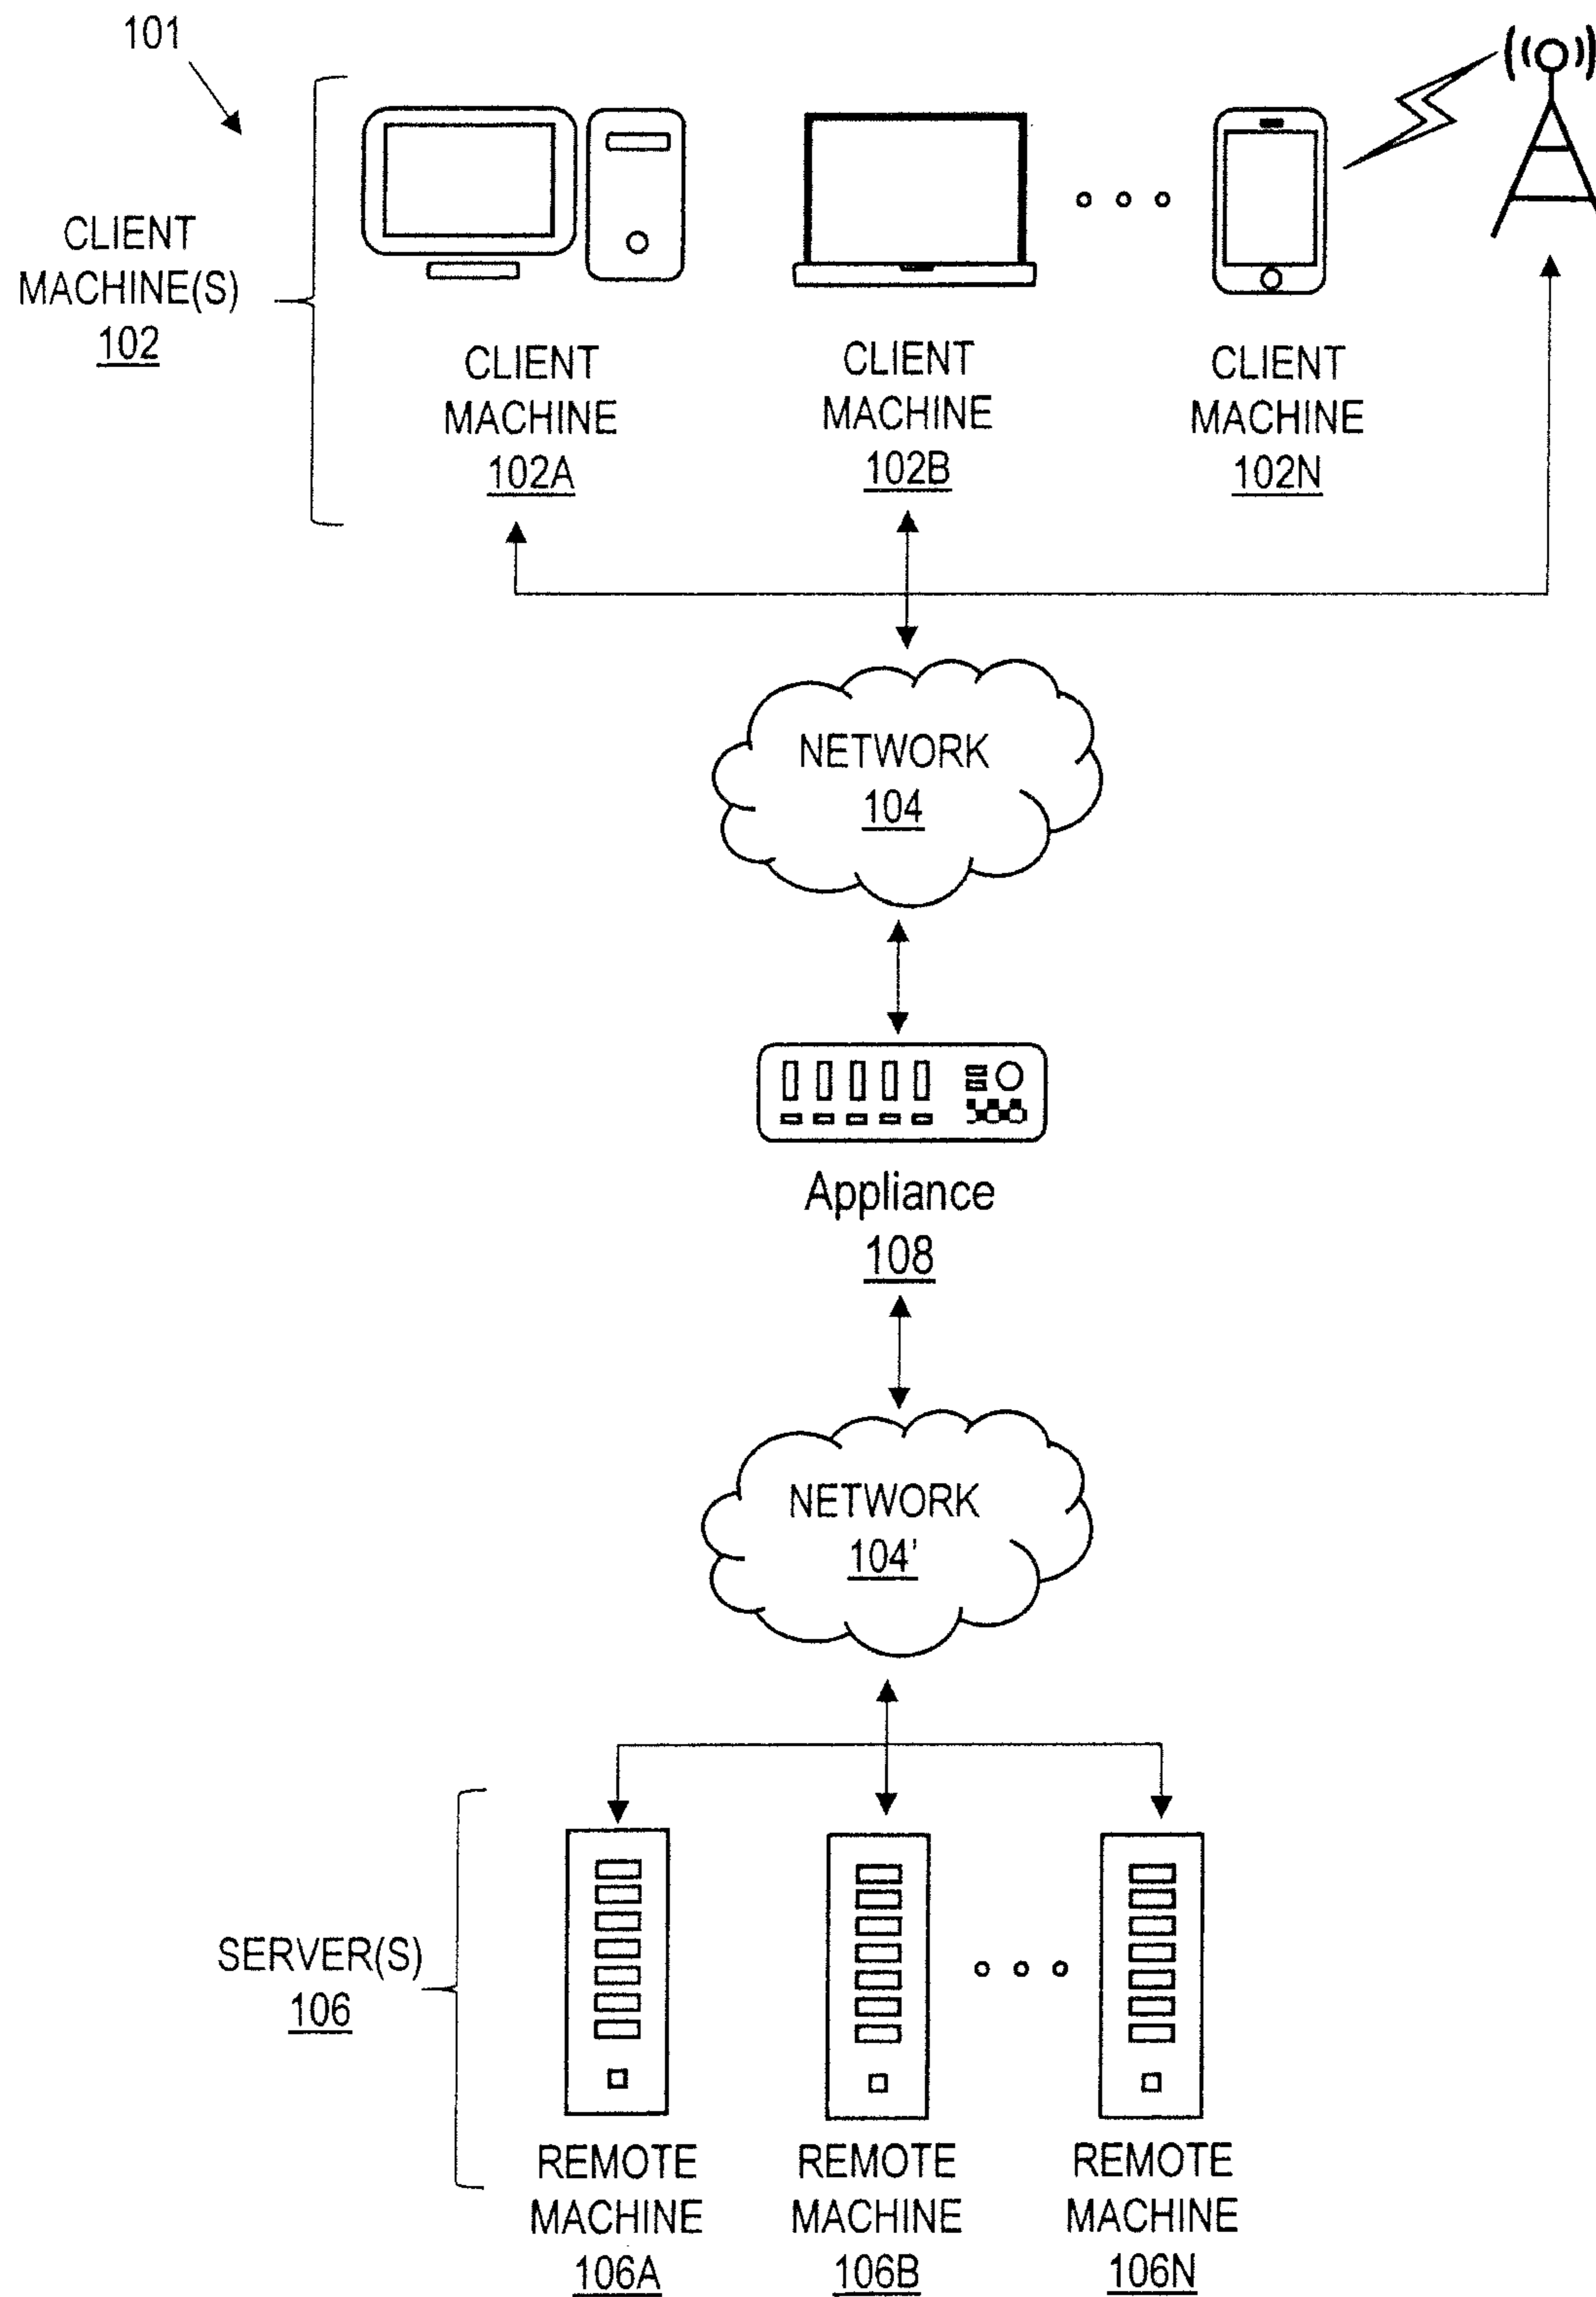 101
CLIENT
MACHINE(S)
102
CLIENT
MACHINE
102A
CLIENT
MACHINE
102B
CLIENT
MACHINE
102N
NETWORK
104
Appliance
108
NETWORK
104'
SERVER(S)
106
REMOTE
MACHINE
106A
REMOTE
MACHINE
106B
REMOTE
MACHINE
106N